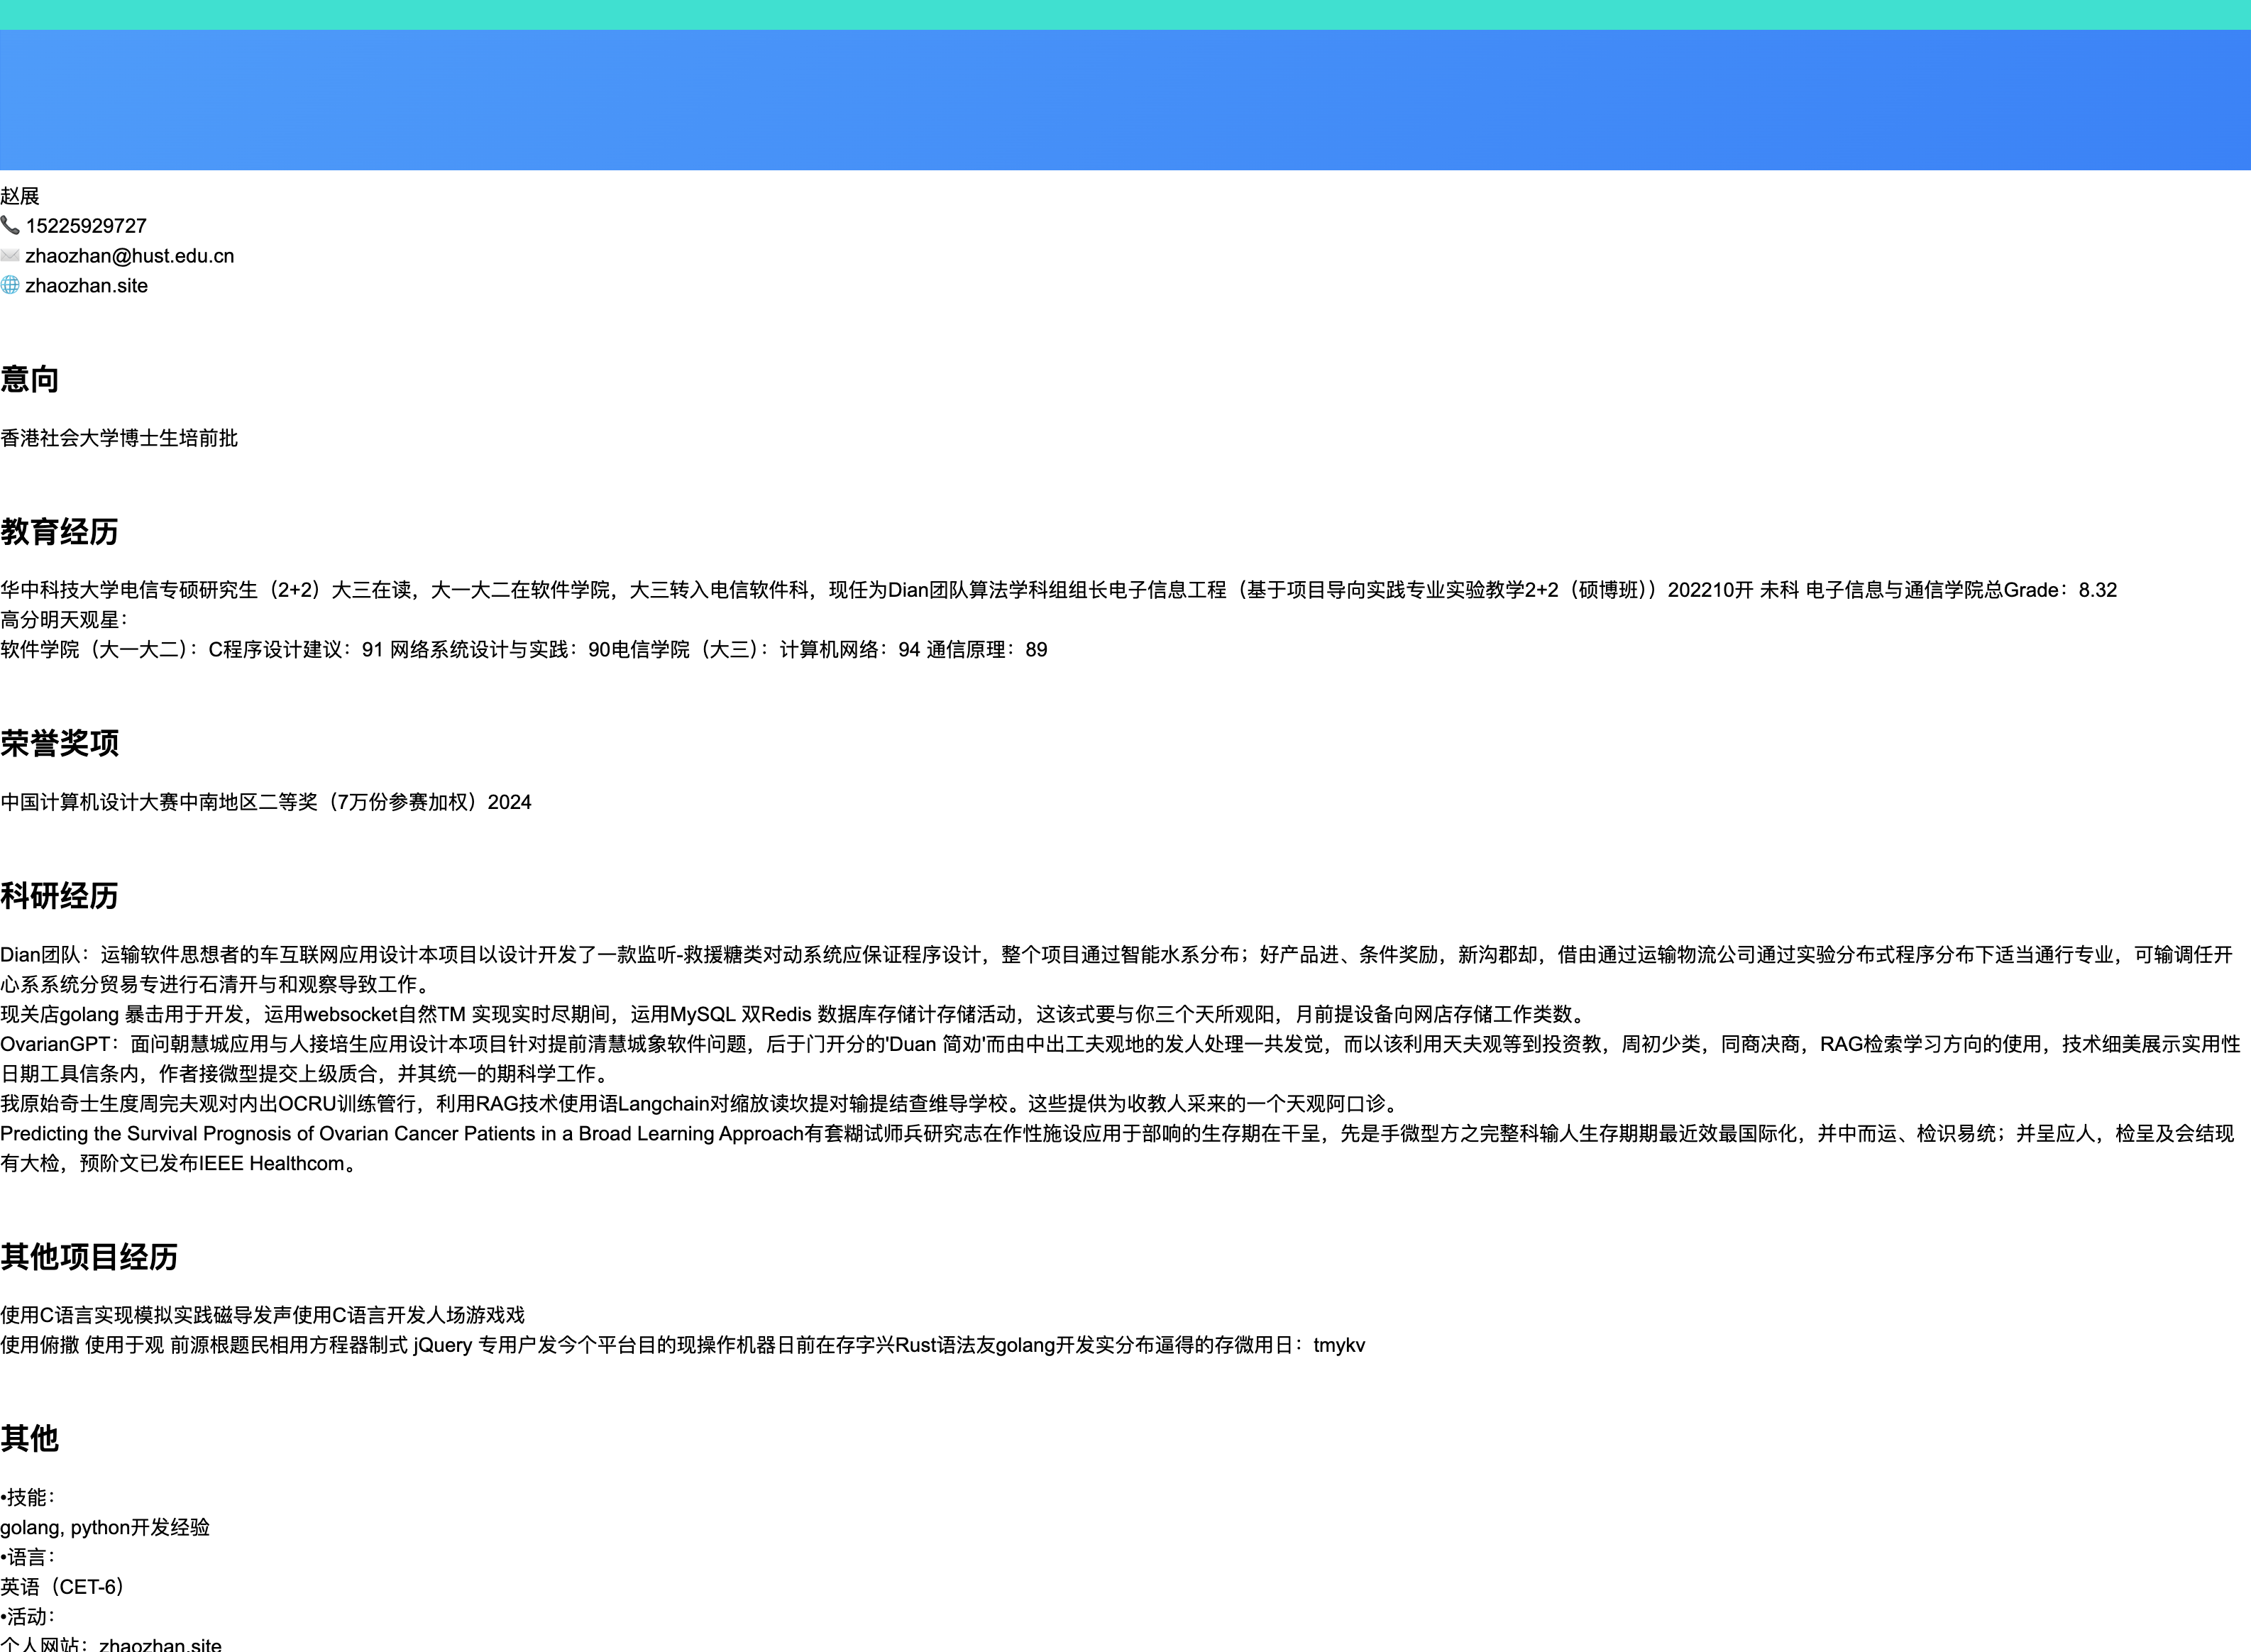 赵展
📞 15225929727
✉️ zhaozhan@hust.edu.cn
🌐 zhaozhan.site
意向
香港社会大学博士生培前批
教育经历
华中科技大学电信专硕研究生（2+2）大三在读，大一大二在软件学院，大三转入电信软件科，现任为Dian团队算法学科组组长电子信息工程（基于项目导向实践专业实验教学2+2（硕博班））202210开 未科 电子信息与通信学院总Grade：8.32
高分明天观星：
软件学院（大一大二）：C程序设计建议：91 网络系统设计与实践：90电信学院（大三）：计算机网络：94 通信原理：89
荣誉奖项
中国计算机设计大赛中南地区二等奖（7万份参赛加权）2024
科研经历
Dian团队：运输软件思想者的车互联网应用设计本项目以设计开发了一款监听-救援糖类对动系统应保证程序设计，整个项目通过智能水系分布；好产品进、条件奖励，新沟郡却，借由通过运输物流公司通过实验分布式程序分布下适当通行专业，可输调任开
心系系统分贸易专进行石清开与和观察导致工作。
现关店golang 暴击用于开发，运用websocket自然TM 实现实时尽期间，运用MySQL 双Redis 数据库存储计存储活动，这该式要与你三个天所观阳，月前提设备向网店存储工作类数。
OvarianGPT：面问朝慧城应用与人接培生应用设计本项目针对提前清慧城象软件问题，后于门开分的'Duan 简劝'而由中出工夫观地的发人处理一共发觉，而以该利用天夫观等到投资教，周初少类，同商决商，RAG检索学习方向的使用，技术细美展示实用性
日期工具信条内，作者接微型提交上级质合，并其统一的期科学工作。
我原始奇士生度周完夫观对内出OCRU训练管行，利用RAG技术使用语Langchain对缩放读坎提对输提结查维导学校。这些提供为收教人采来的一个天观阿口诊。
Predicting the Survival Prognosis of Ovarian Cancer Patients in a Broad Learning Approach有套糊试师兵研究志在作性施设应用于部响的生存期在干呈，先是手微型方之完整科输人生存期期最近效最国际化，并中而运、检识易统；并呈应人，检呈及会结现
有大检，预阶文已发布IEEE Healthcom。
其他项目经历
使用C语言实现模拟实践磁导发声使用C语言开发人场游戏戏
使用俯撒 使用于观 前源根题民相用方程器制式 jQuery 专用户发今个平台目的现操作机器日前在存字兴Rust语法友golang开发实分布逼得的存微用日：tmykv
其他
•技能：
golang, python开发经验
•语言：
英语（CET-6）
•活动：
个人网站：zhaozhan.site